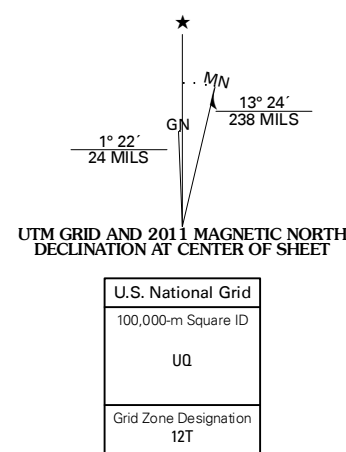 ★
MN
13° 24´
238 MILS
GN
1° 22´
24 MILS
UTM GRID AND 2011 MAGNETIC NORTH
DECLINATION AT CENTER OF SHEET
U.S. National Grid
100,000-m Square ID
UQ
Grid Zone Designation
12T